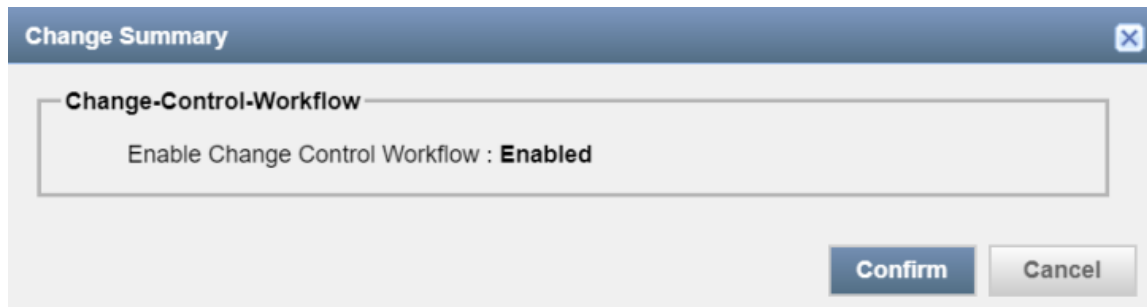 Change Summary
Change-Control-Workflow
Enable Change Control Workflow : Enabled
Confirm Cancel